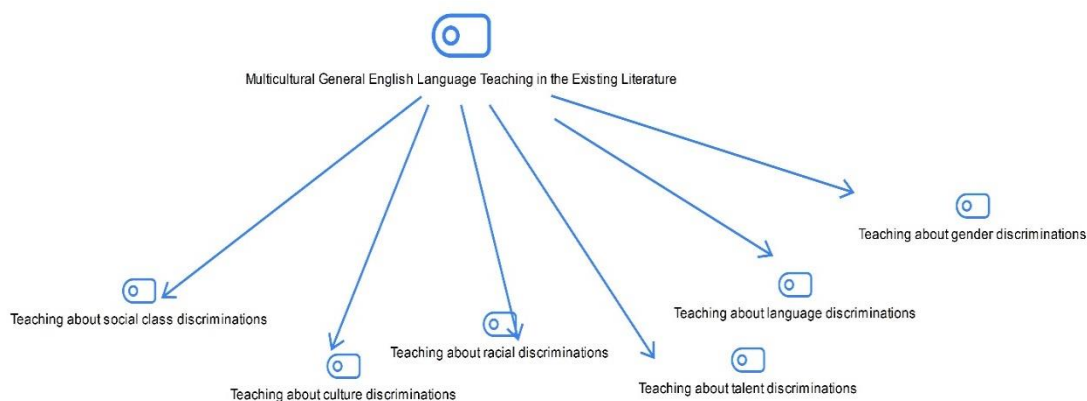 Multicultural General English Language Teaching in the Existing Literature
Teaching about gender discriminations
Teaching about language discriminations
Teaching about social class discriminations
Teaching about racial discriminations
Teaching about talent discriminations
Teaching about culture discriminations